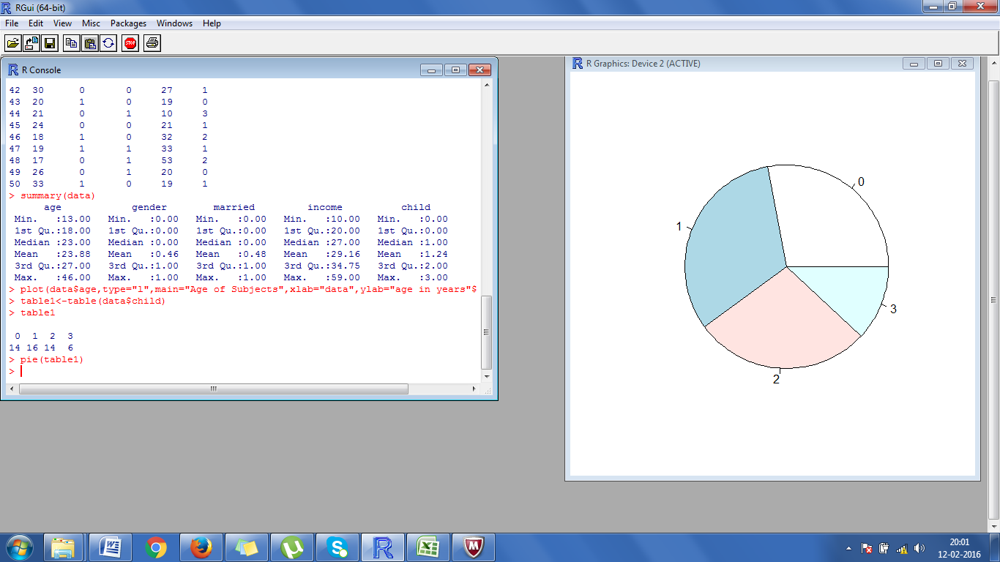 RGui (64-bit)
File Edit View Misc Packages Windows Help
STOP
R Console
42  30      0       0     27     1
43  20      1       0     19     0
44  21      0       1     10     3
45  24      0       0     21     1
46  18      1       0     32     2
47  19      1       1     33     1
48  17      0       1     53     2
49  26      0       1     20     0
50  33      1       0     19     1
> summary(data)
      age            gender        married         income          child
 Min.   :13.00   Min.   :0.00   Min.   :0.00   Min.   :10.00   Min.   :0.00
 1st Qu.:18.00   1st Qu.:0.00   1st Qu.:0.00   1st Qu.:20.00   1st Qu.:0.00
 Median :23.00   Median :0.00   Median :0.00   Median :27.00   Median :1.00
 Mean   :23.88   Mean   :0.46   Mean   :0.48   Mean   :29.16   Mean   :1.24
 3rd Qu.:27.00   3rd Qu.:1.00   3rd Qu.:1.00   3rd Qu.:34.75   3rd Qu.:2.00
 Max.   :46.00   Max.   :1.00   Max.   :1.00   Max.   :59.00   Max.   :3.00
> plot(data$age,type="l",main="Age of Subjects",xlab="data",ylab="age in years"$
> table1<-table(data$child)
> table1
 0  1  2  3
14 16 14  6
> pie(table1)
>
R Graphics: Device 2 (ACTIVE)
0
1
2
3
20:01
12-02-2016